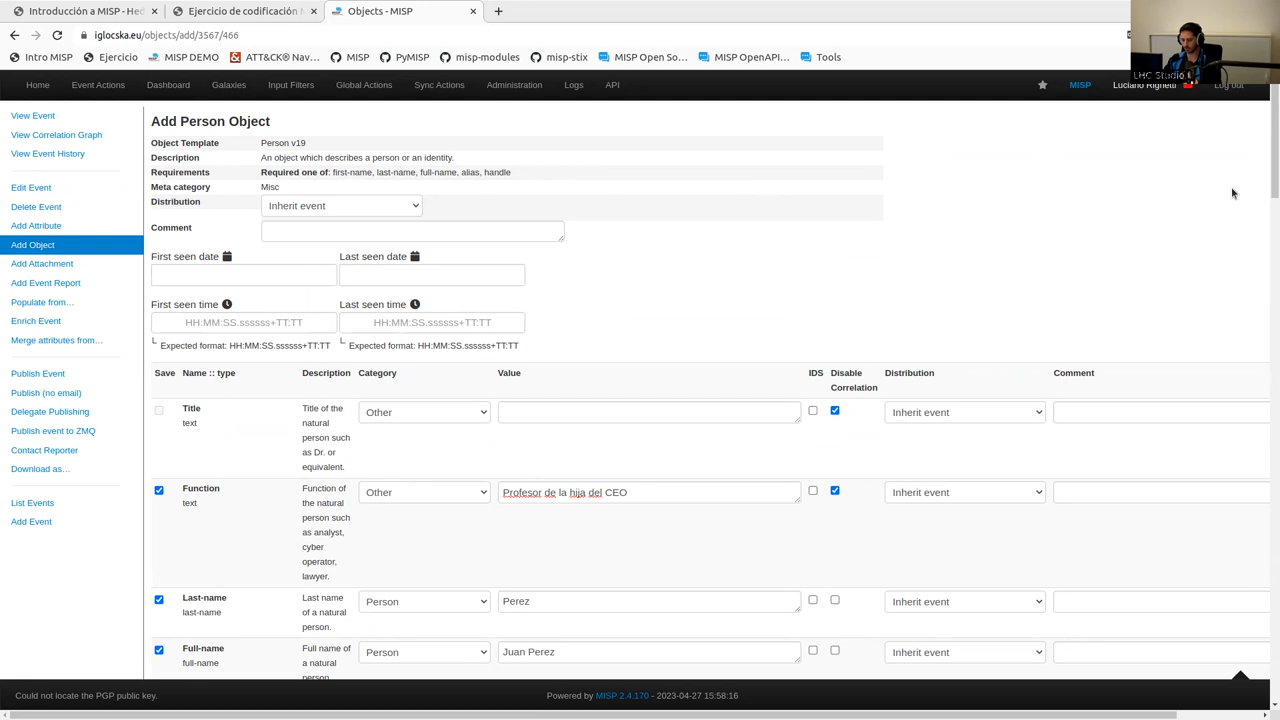 Introducción a MISP - Hed
Ejercicio de codificación M
Objects - MISP
iglocska.eu/objects/add/3567/466
Intro MISP
Ejercicio
MISP DEMO
ATT&CK® Nav…
MISP
PyMISP
misp-modules
misp-stix
MISP Open So…
MISP OpenAPI…
Tools
LHC Studio
Home
Event Actions
Dashboard
Galaxies
Input Filters
Global Actions
Sync Actions
Administration
Logs
API
MISP
Luciano Righetti
Log out
View Event
View Correlation Graph
View Event History
Edit Event
Delete Event
Add Attribute
Add Object
Add Attachment
Add Event Report
Populate from…
Enrich Event
Merge attributes from…
Publish Event
Publish (no email)
Delegate Publishing
Publish event to ZMQ
Contact Reporter
Download as…
List Events
Add Event
Add Person Object
Object Template Person v19
Description An object which describes a person or an identity.
Requirements Required one of: first-name, last-name, full-name, alias, handle
Meta category Misc
Distribution Inherit event
Comment
First seen date Last seen date
First seen time Last seen time
HH:MM:SS.ssssss+TT:TT HH:MM:SS.ssssss+TT:TT
Expected format: HH:MM:SS.ssssss+TT:TT Expected format: HH:MM:SS.ssssss+TT:TT
Save Name :: type Description Category Value IDS Disable Correlation Distribution Comment
Title
text
Title of the
natural
person such
as Dr. or
equivalent.
Other
Inherit event
Function
text
Function of
the natural
person such
as analyst,
cyber
operator,
lawyer.
Other
Profesor de la hija del CEO
Inherit event
Last-name
last-name
Last name
of a natural
person.
Person
Perez
Inherit event
Full-name
full-name
Full name of
a natural
person
Person
Juan Perez
Inherit event
Could not locate the PGP public key.
Powered by MISP 2.4.170 - 2023-04-27 15:58:16